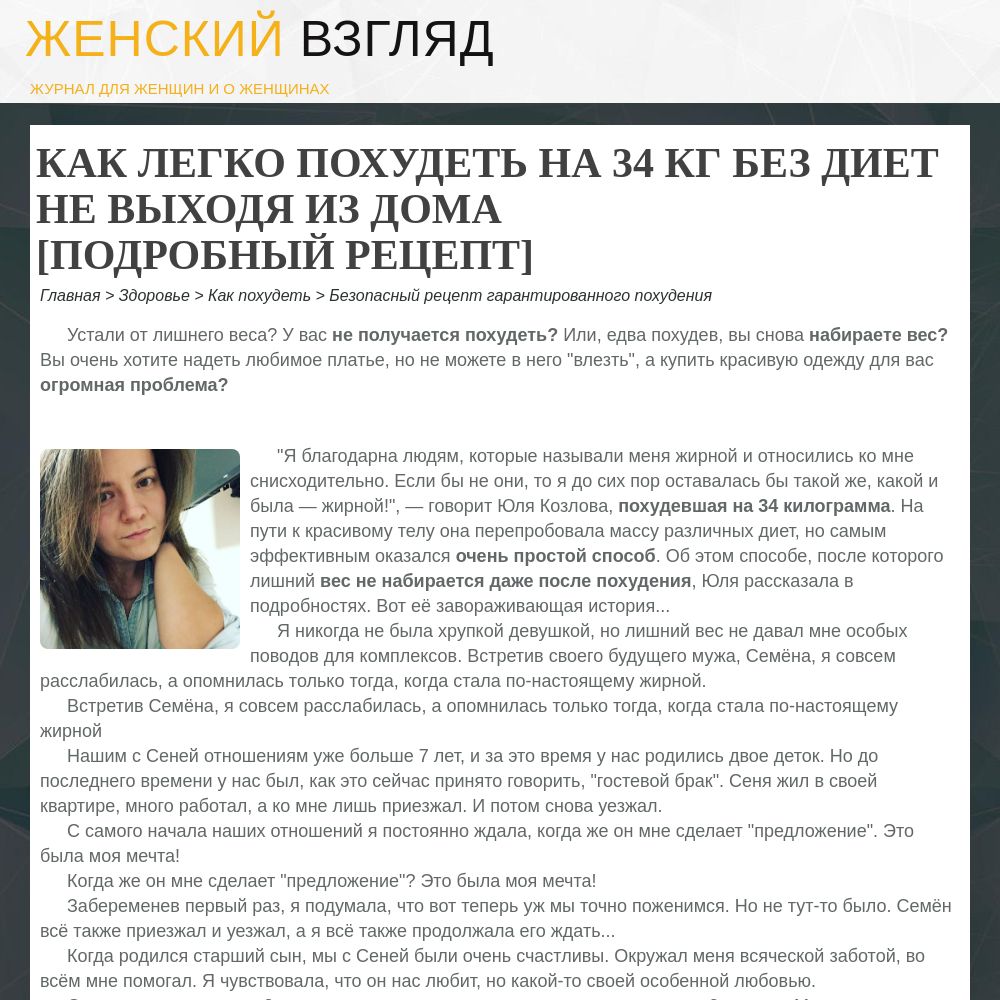 ЖЕНСКИЙ ВЗГЛЯД
ЖУРНАЛ ДЛЯ ЖЕНЩИН И О ЖЕНЩИНАХ
КАК ЛЕГКО ПОХУДЕТЬ НА 34 КГ БЕЗ ДИЕТ
НЕ ВЫХОДЯ ИЗ ДОМА
[ПОДРОБНЫЙ РЕЦЕПТ]
Главная > Здоровье > Как похудеть > Безопасный рецепт гарантированного похудения
Устали от лишнего веса? У вас не получается похудеть? Или, едва похудев, вы снова набираете вес?
Вы очень хотите надеть любимое платье, но не можете в него "влезть", а купить красивую одежду для вас
огромная проблема?
"Я благодарна людям, которые называли меня жирной и относились ко мне
снисходительно. Если бы не они, то я до сих пор оставалась бы такой же, какой и
была — жирной!", — говорит Юля Козлова, похудевшая на 34 килограмма. На
пути к красивому телу она перепробовала массу различных диет, но самым
эффективным оказался очень простой способ. Об этом способе, после которого
лишний вес не набирается даже после похудения, Юля рассказала в
подробностях. Вот её завораживающая история...
Я никогда не была хрупкой девушкой, но лишний вес не давал мне особых
поводов для комплексов. Встретив своего будущего мужа, Семёна, я совсем
расслабилась, а опомнилась только тогда, когда стала по-настоящему жирной.
Встретив Семёна, я совсем расслабилась, а опомнилась только тогда, когда стала по-настоящему
жирной
Нашим с Сеней отношениям уже больше 7 лет, и за это время у нас родились двое деток. Но до
последнего времени у нас был, как это сейчас принято говорить, "гостевой брак". Сеня жил в своей
квартире, много работал, а ко мне лишь приезжал. И потом снова уезжал.
С самого начала наших отношений я постоянно ждала, когда же он мне сделает "предложение". Это
была моя мечта!
Когда же он мне сделает "предложение"? Это была моя мечта!
Забеременев первый раз, я подумала, что вот теперь уж мы точно поженимся. Но не тут-то было. Семён
всё также приезжал и уезжал, а я всё также продолжала его ждать...
Когда родился старший сын, мы с Сеней были очень счастливы. Окружал меня всяческой заботой, во
всём мне помогал. Я чувствовала, что он нас любит, но какой-то своей особенной любовью.